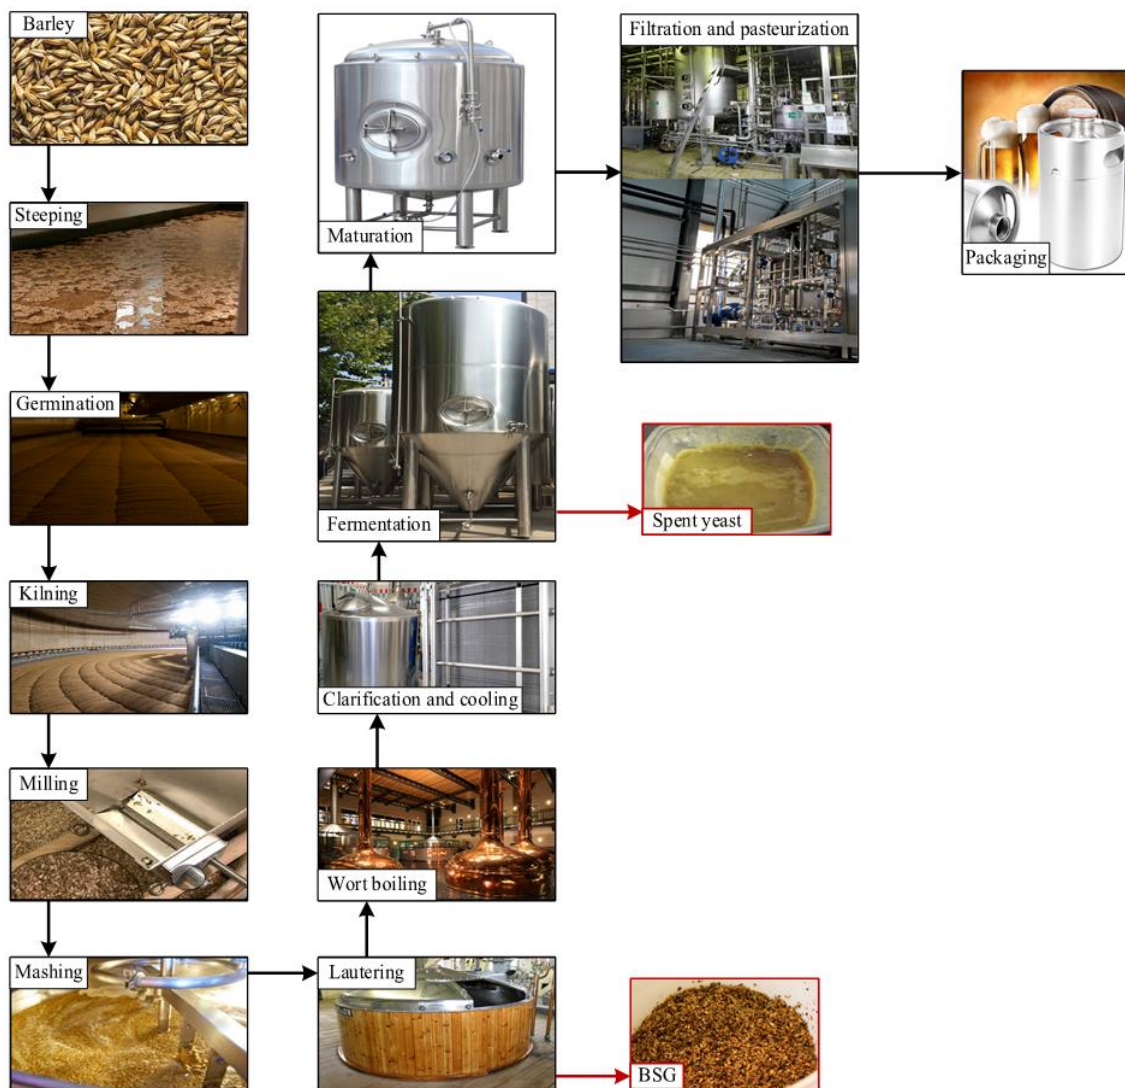 Barley
Steeping
Germination
Kilning
Milling
Mashing
Lautering
BSG
Wort boiling
Clarification and cooling
Fermentation
Spent yeast
Maturation
Filtration and pasteurization
Packaging